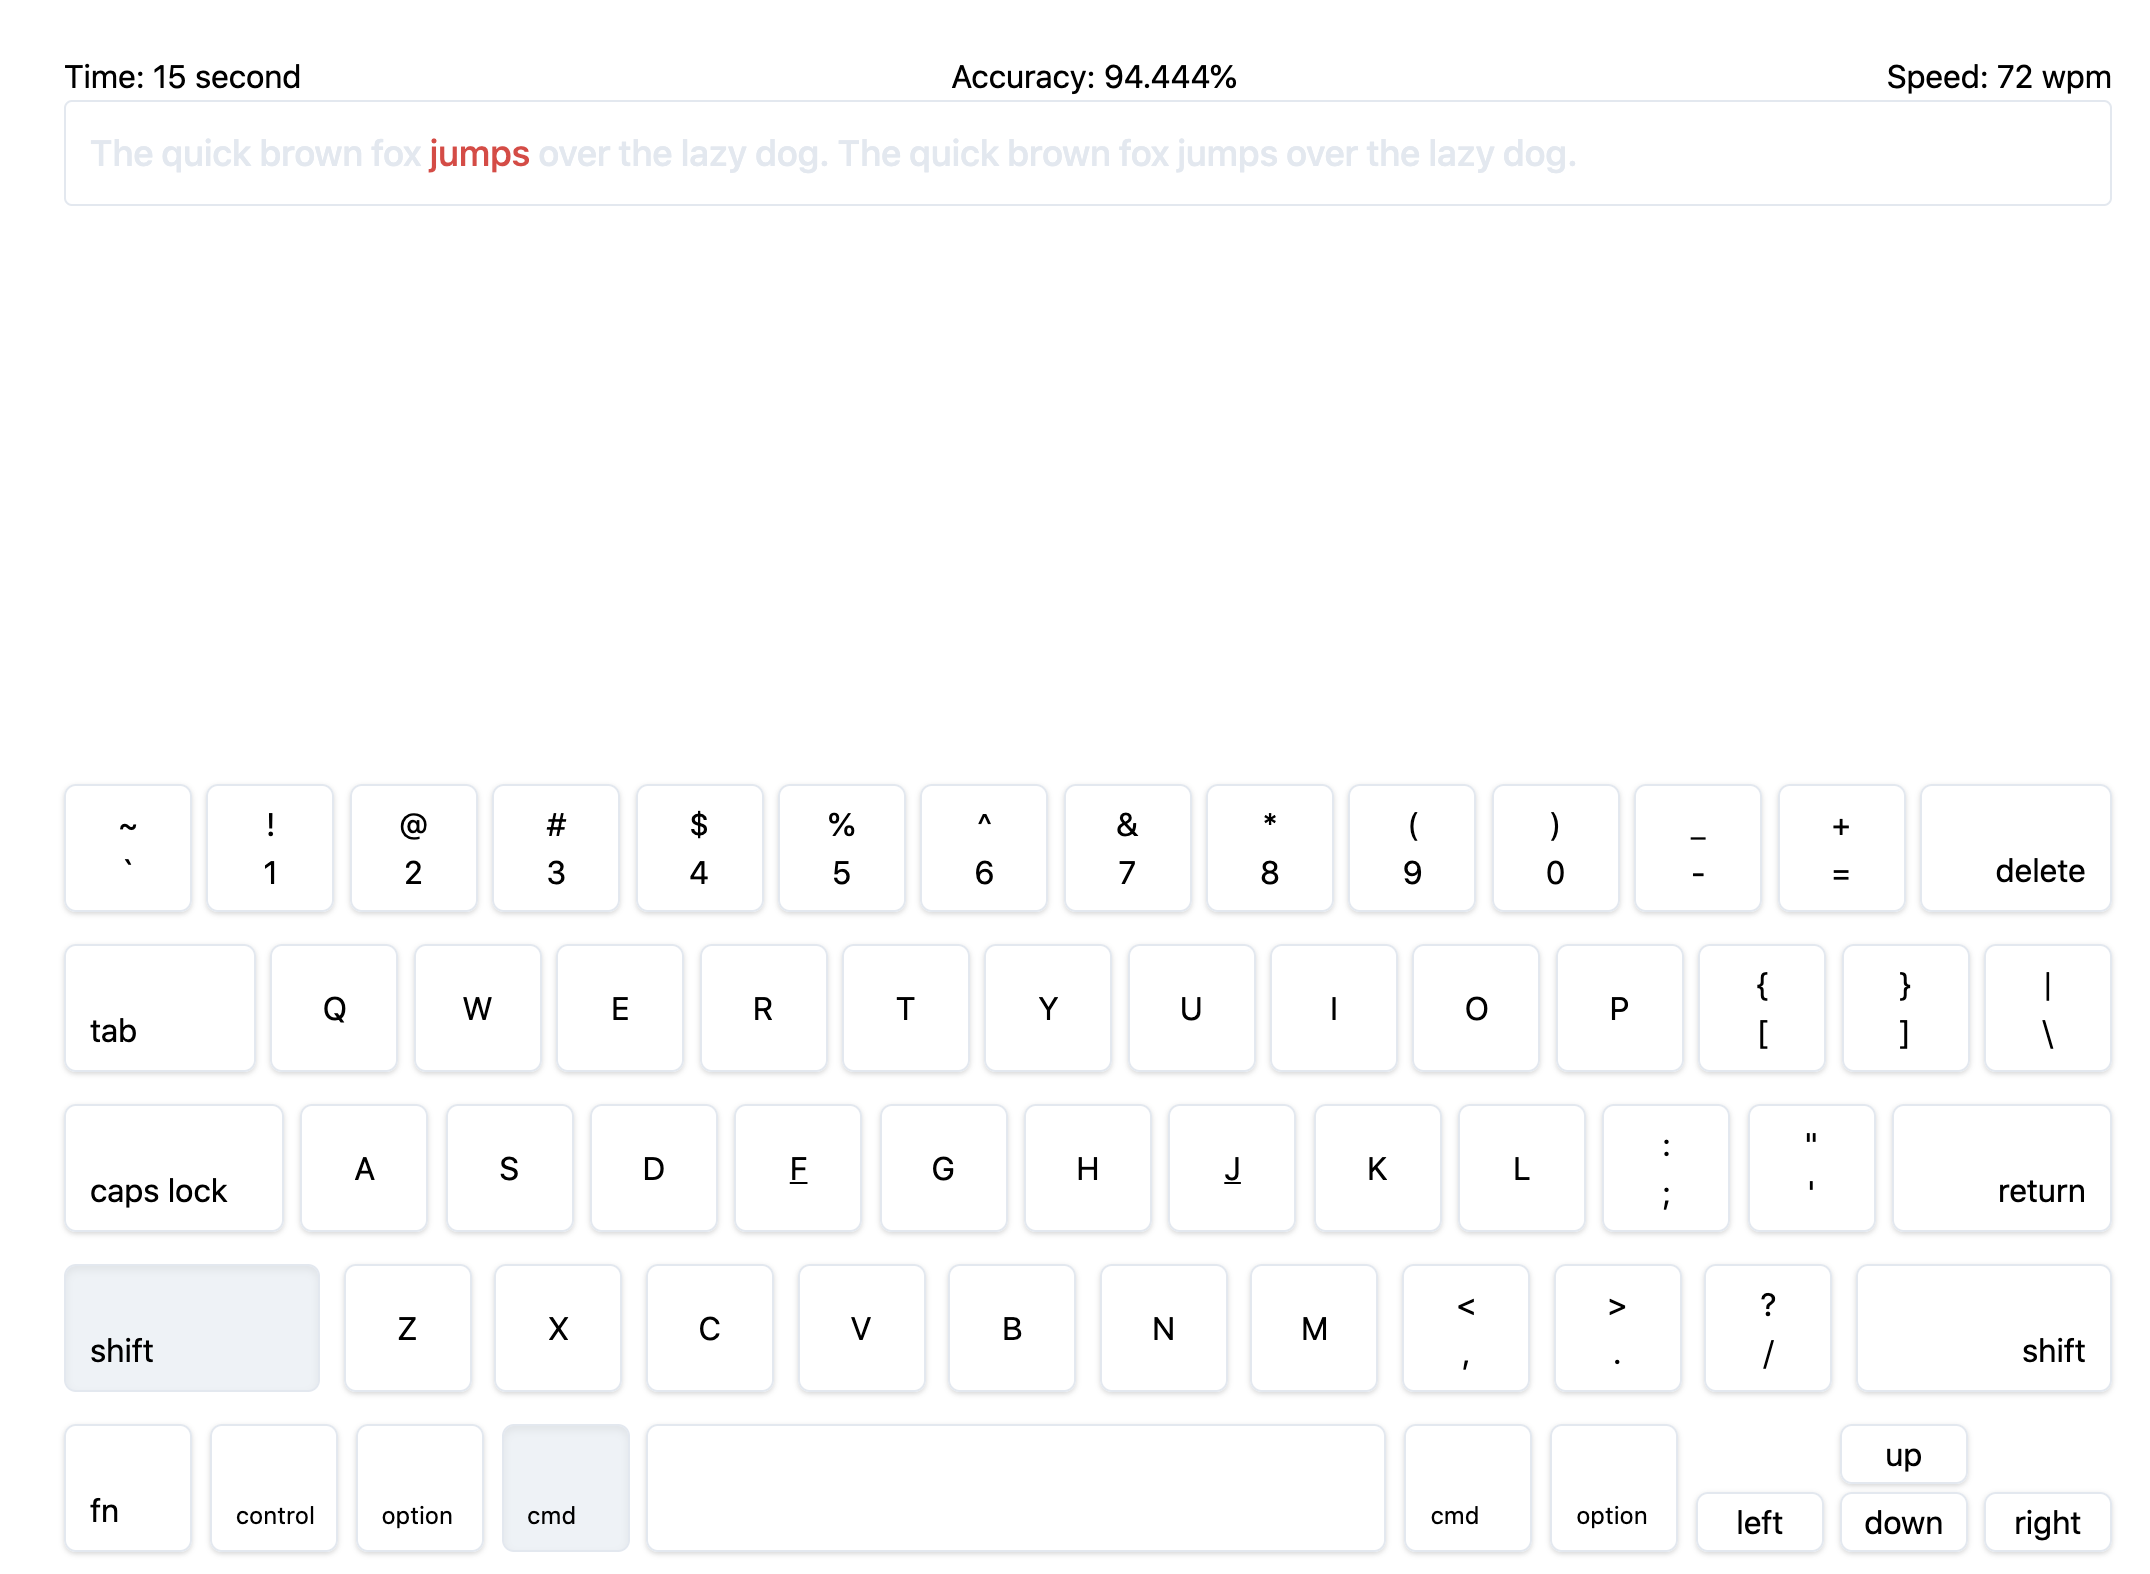 Time: 15 second Accuracy: 94.444% Speed: 72 wpm
The quick brown fox jumps over the lazy dog. The quick brown fox jumps over the lazy dog.
~ ! @ # $ % ^ & * ( ) _ +
` 1 2 3 4 5 6 7 8 9 0 - = delete
tab Q W E R T Y U I O P { } |
[ ] \
caps lock A S D F G H J K L : "
; ' return
shift Z X C V B N M < > ?
, . / shift
fn control option cmd cmd option up
left down right